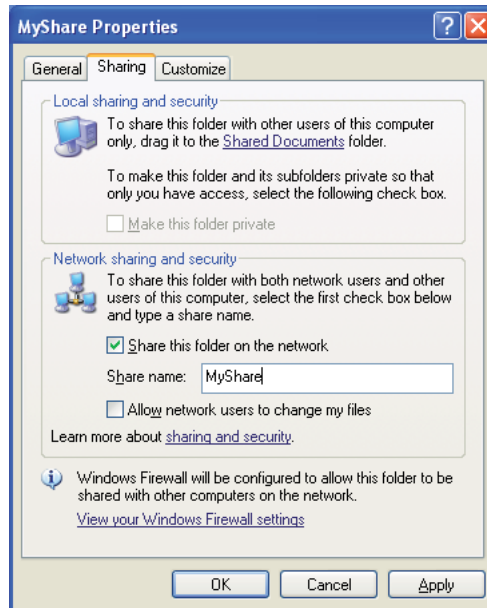 MyShare Properties
General Sharing Customize
Local sharing and security
To share this folder with other users of this computer
only, drag it to the Shared Documents folder.
To make this folder and its subfolders private so that
only you have access, select the following check box.
Make this folder private
Network sharing and security
To share this folder with both network users and other
users of this computer, select the first check box below
and type a share name.
Share this folder on the network
Share name: MyShare
Allow network users to change my files
Learn more about sharing and security.
Windows Firewall will be configured to allow this folder to be
shared with other computers on the network.
View your Windows Firewall settings
OK Cancel Apply